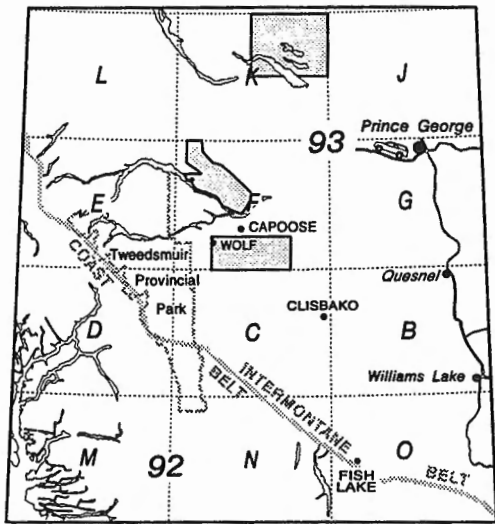 L
K
J
93
Prince George
E
F
G
CAPOOSE
WOLF
Tweedsmuir
Provincial
Park
COAST
Quesnel
CLISBAKO
D
C
B
Williams Lake
INTERMONTANE
BELT
M
92
N
O
FISH
LAKE
BELT